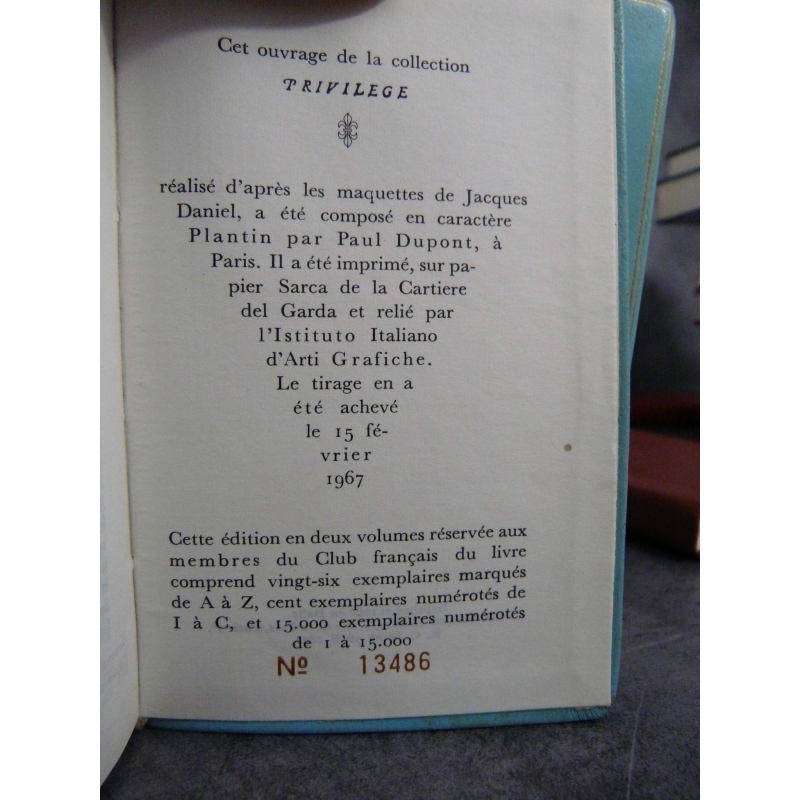 Cet ouvrage de la collection
PRIVILEGE
réalisé d'après les maquettes de Jacques
Daniel, a été composé en caractère
Plantin par Paul Dupont, à
Paris. Il a été imprimé, sur pa-
pier Sarca de la Cartiere
del Garda et relié par
l'Istituto Italiano
d'Arti Grafiche.
Le tirage en a
été achevé
le 15 fé-
vrier
1967
Cette édition en deux volumes réservée aux
membres du Club français du livre
comprend vingt-six exemplaires marqués
de A à Z, cent exemplaires numérotés de
I à C, et 15.000 exemplaires numérotés
de 1 à 15.000
Nº 13486